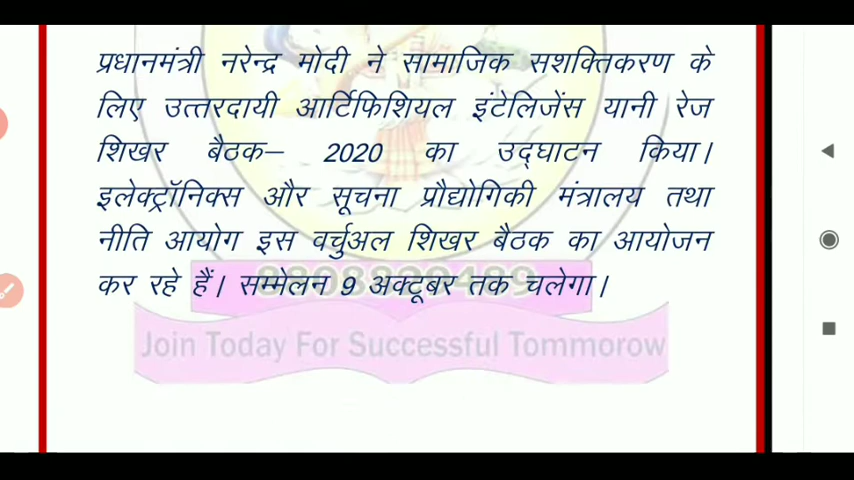 प्रधानमंत्री नरेन्द्र मोदी ने सामाजिक सशक्तिकरण के
लिए उत्तरदायी आर्टिफिशियल इंटेलिजेंस यानी रेज
शिखर बैठक– 2020 का उद्घाटन किया।
इलेक्ट्रॉनिक्स और सूचना प्रौद्योगिकी मंत्रालय तथा
नीति आयोग इस वर्चुअल शिखर बैठक का आयोजन
कर रहे हैं। सम्मेलन 9 अक्टूबर तक चलेगा।
Join Today For Successful Tommorow